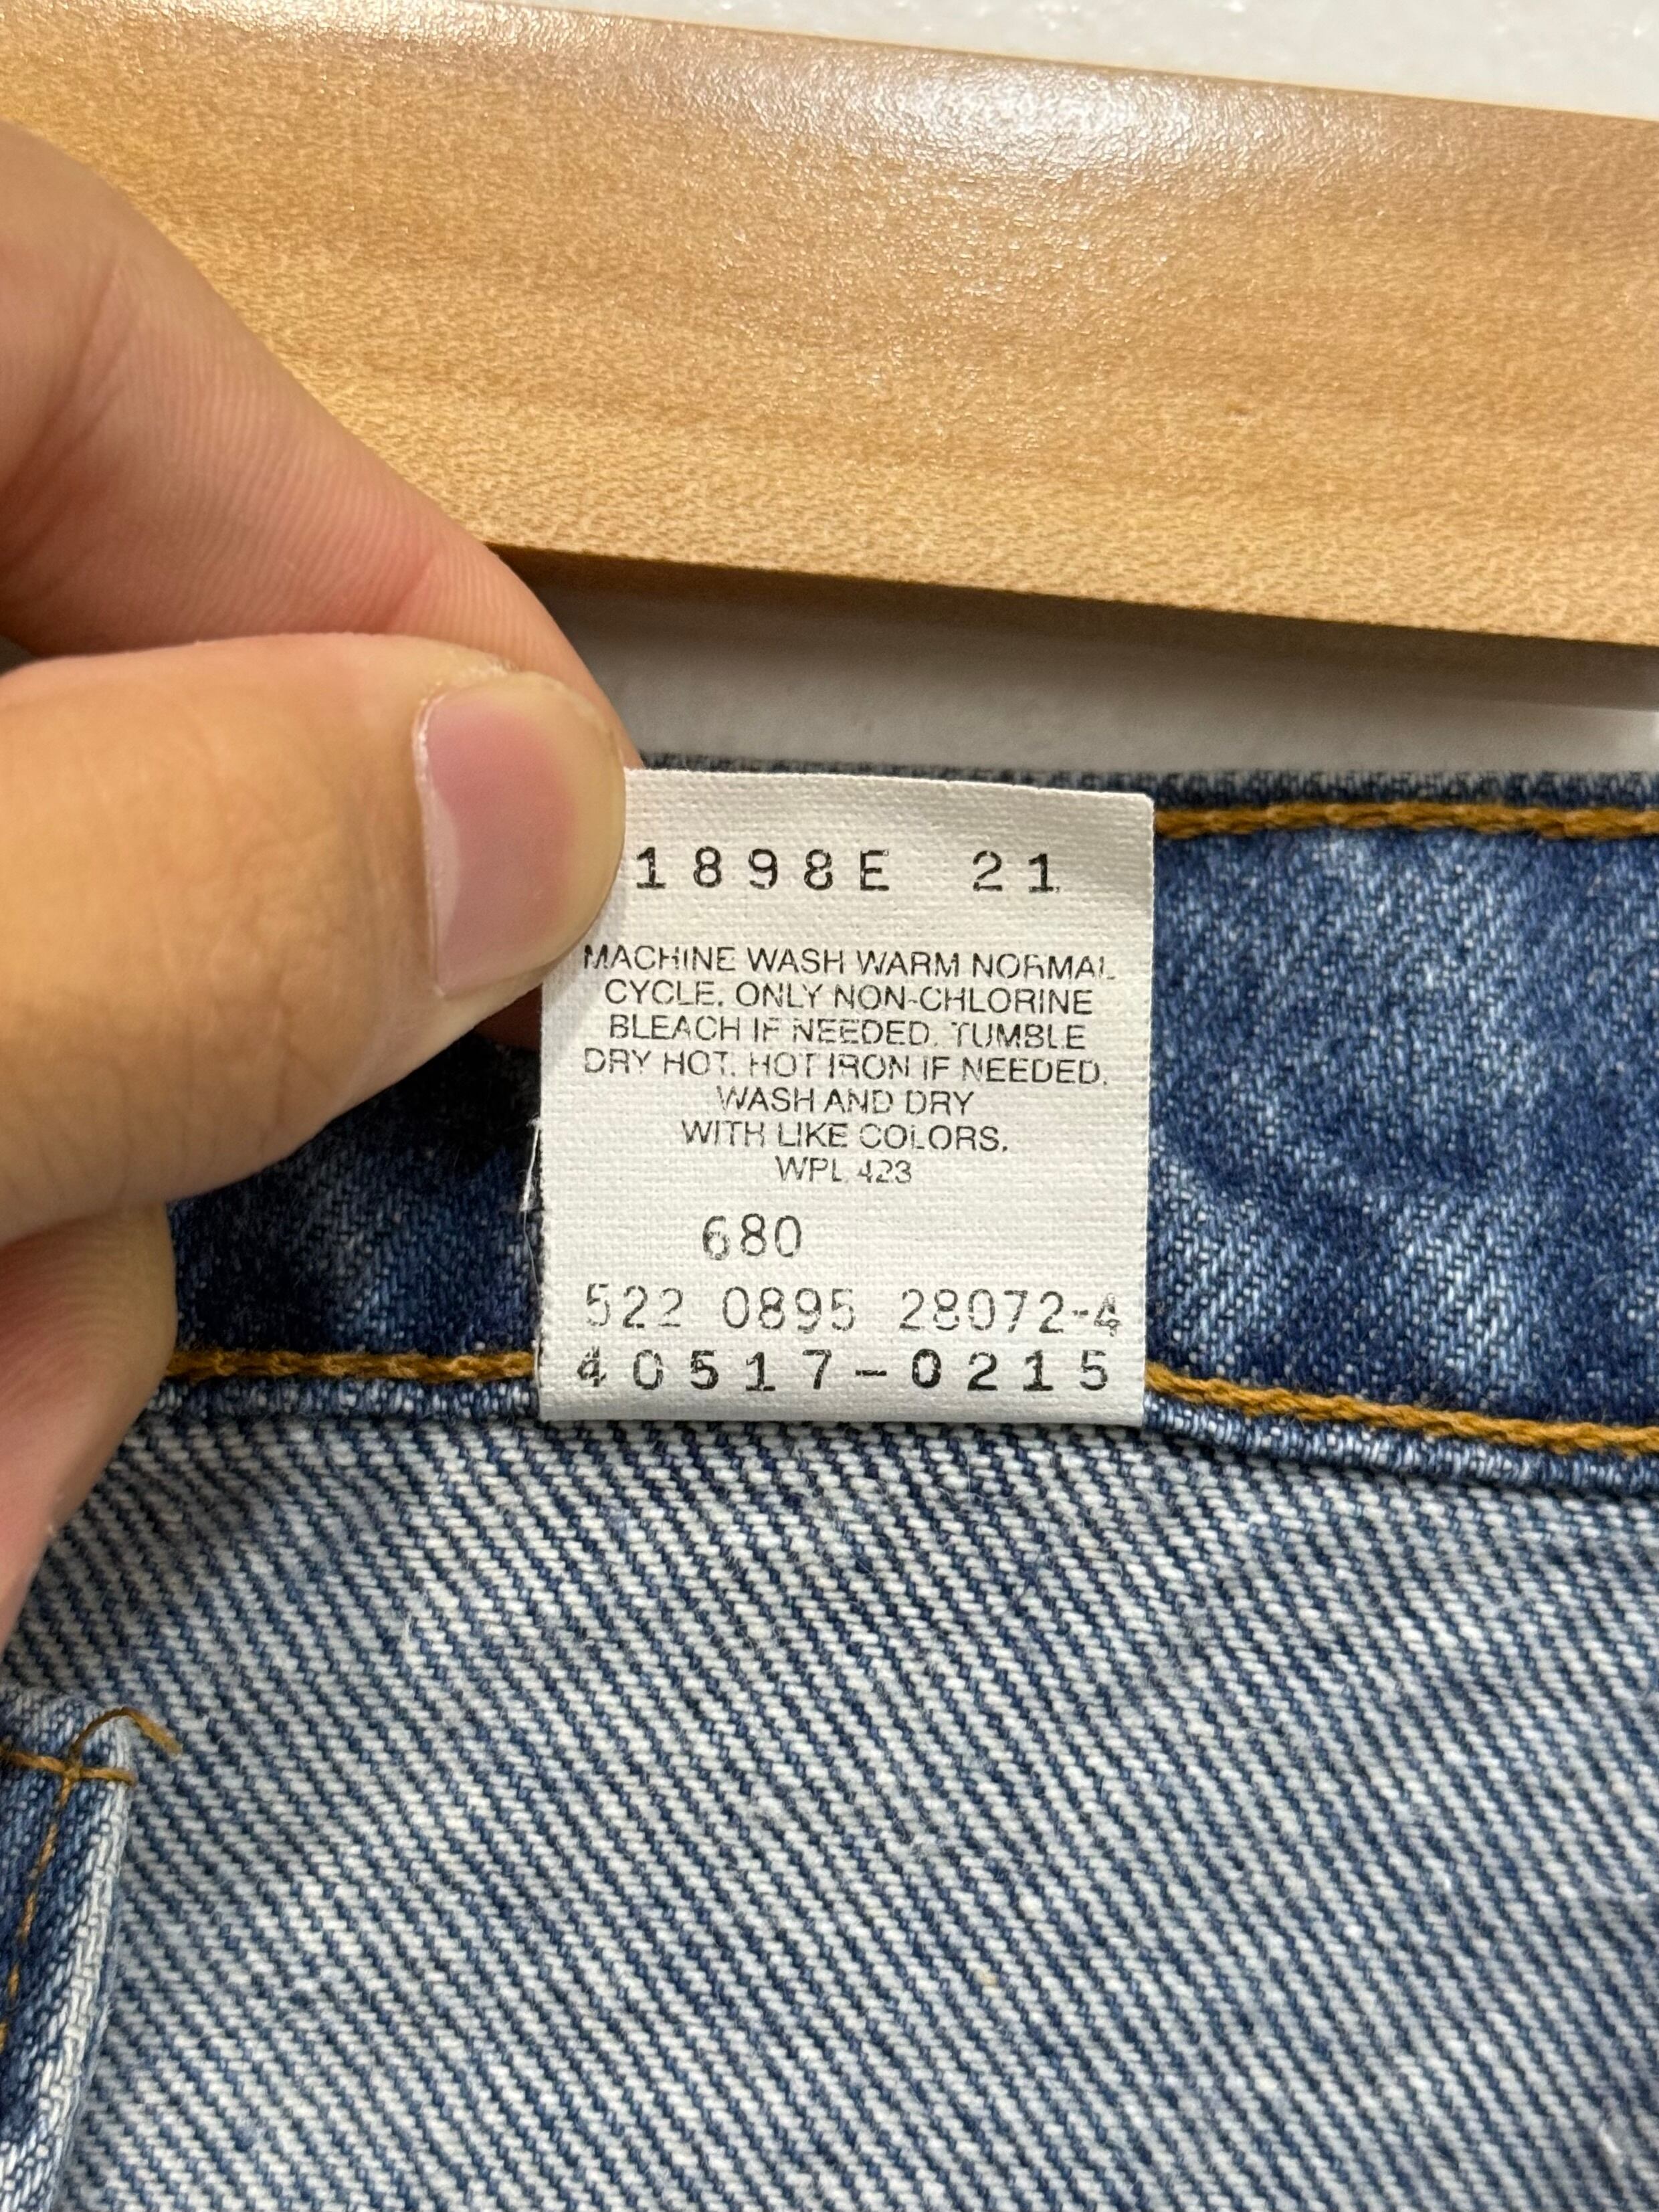 1898E 21
MACHINE WASH WARM NORMAL
CYCLE. ONLY NON-CHLORINE
BLEACH IF NEEDED. TUMBLE
DRY HOT. HOT IRON IF NEEDED.
WASH AND DRY
WITH LIKE COLORS.
WPL 423
680
522 0895 28072-4
40517-0215